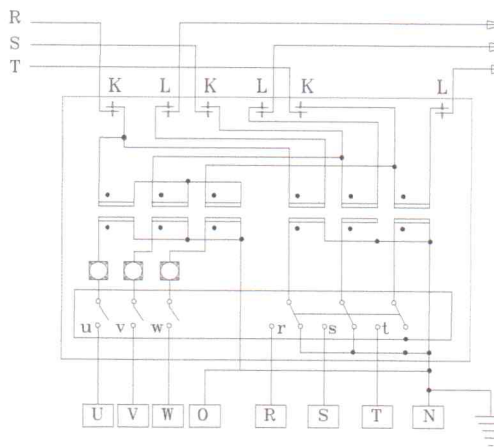 R
S
T
K L K L K L
u v w r s t
U V W O R S T N